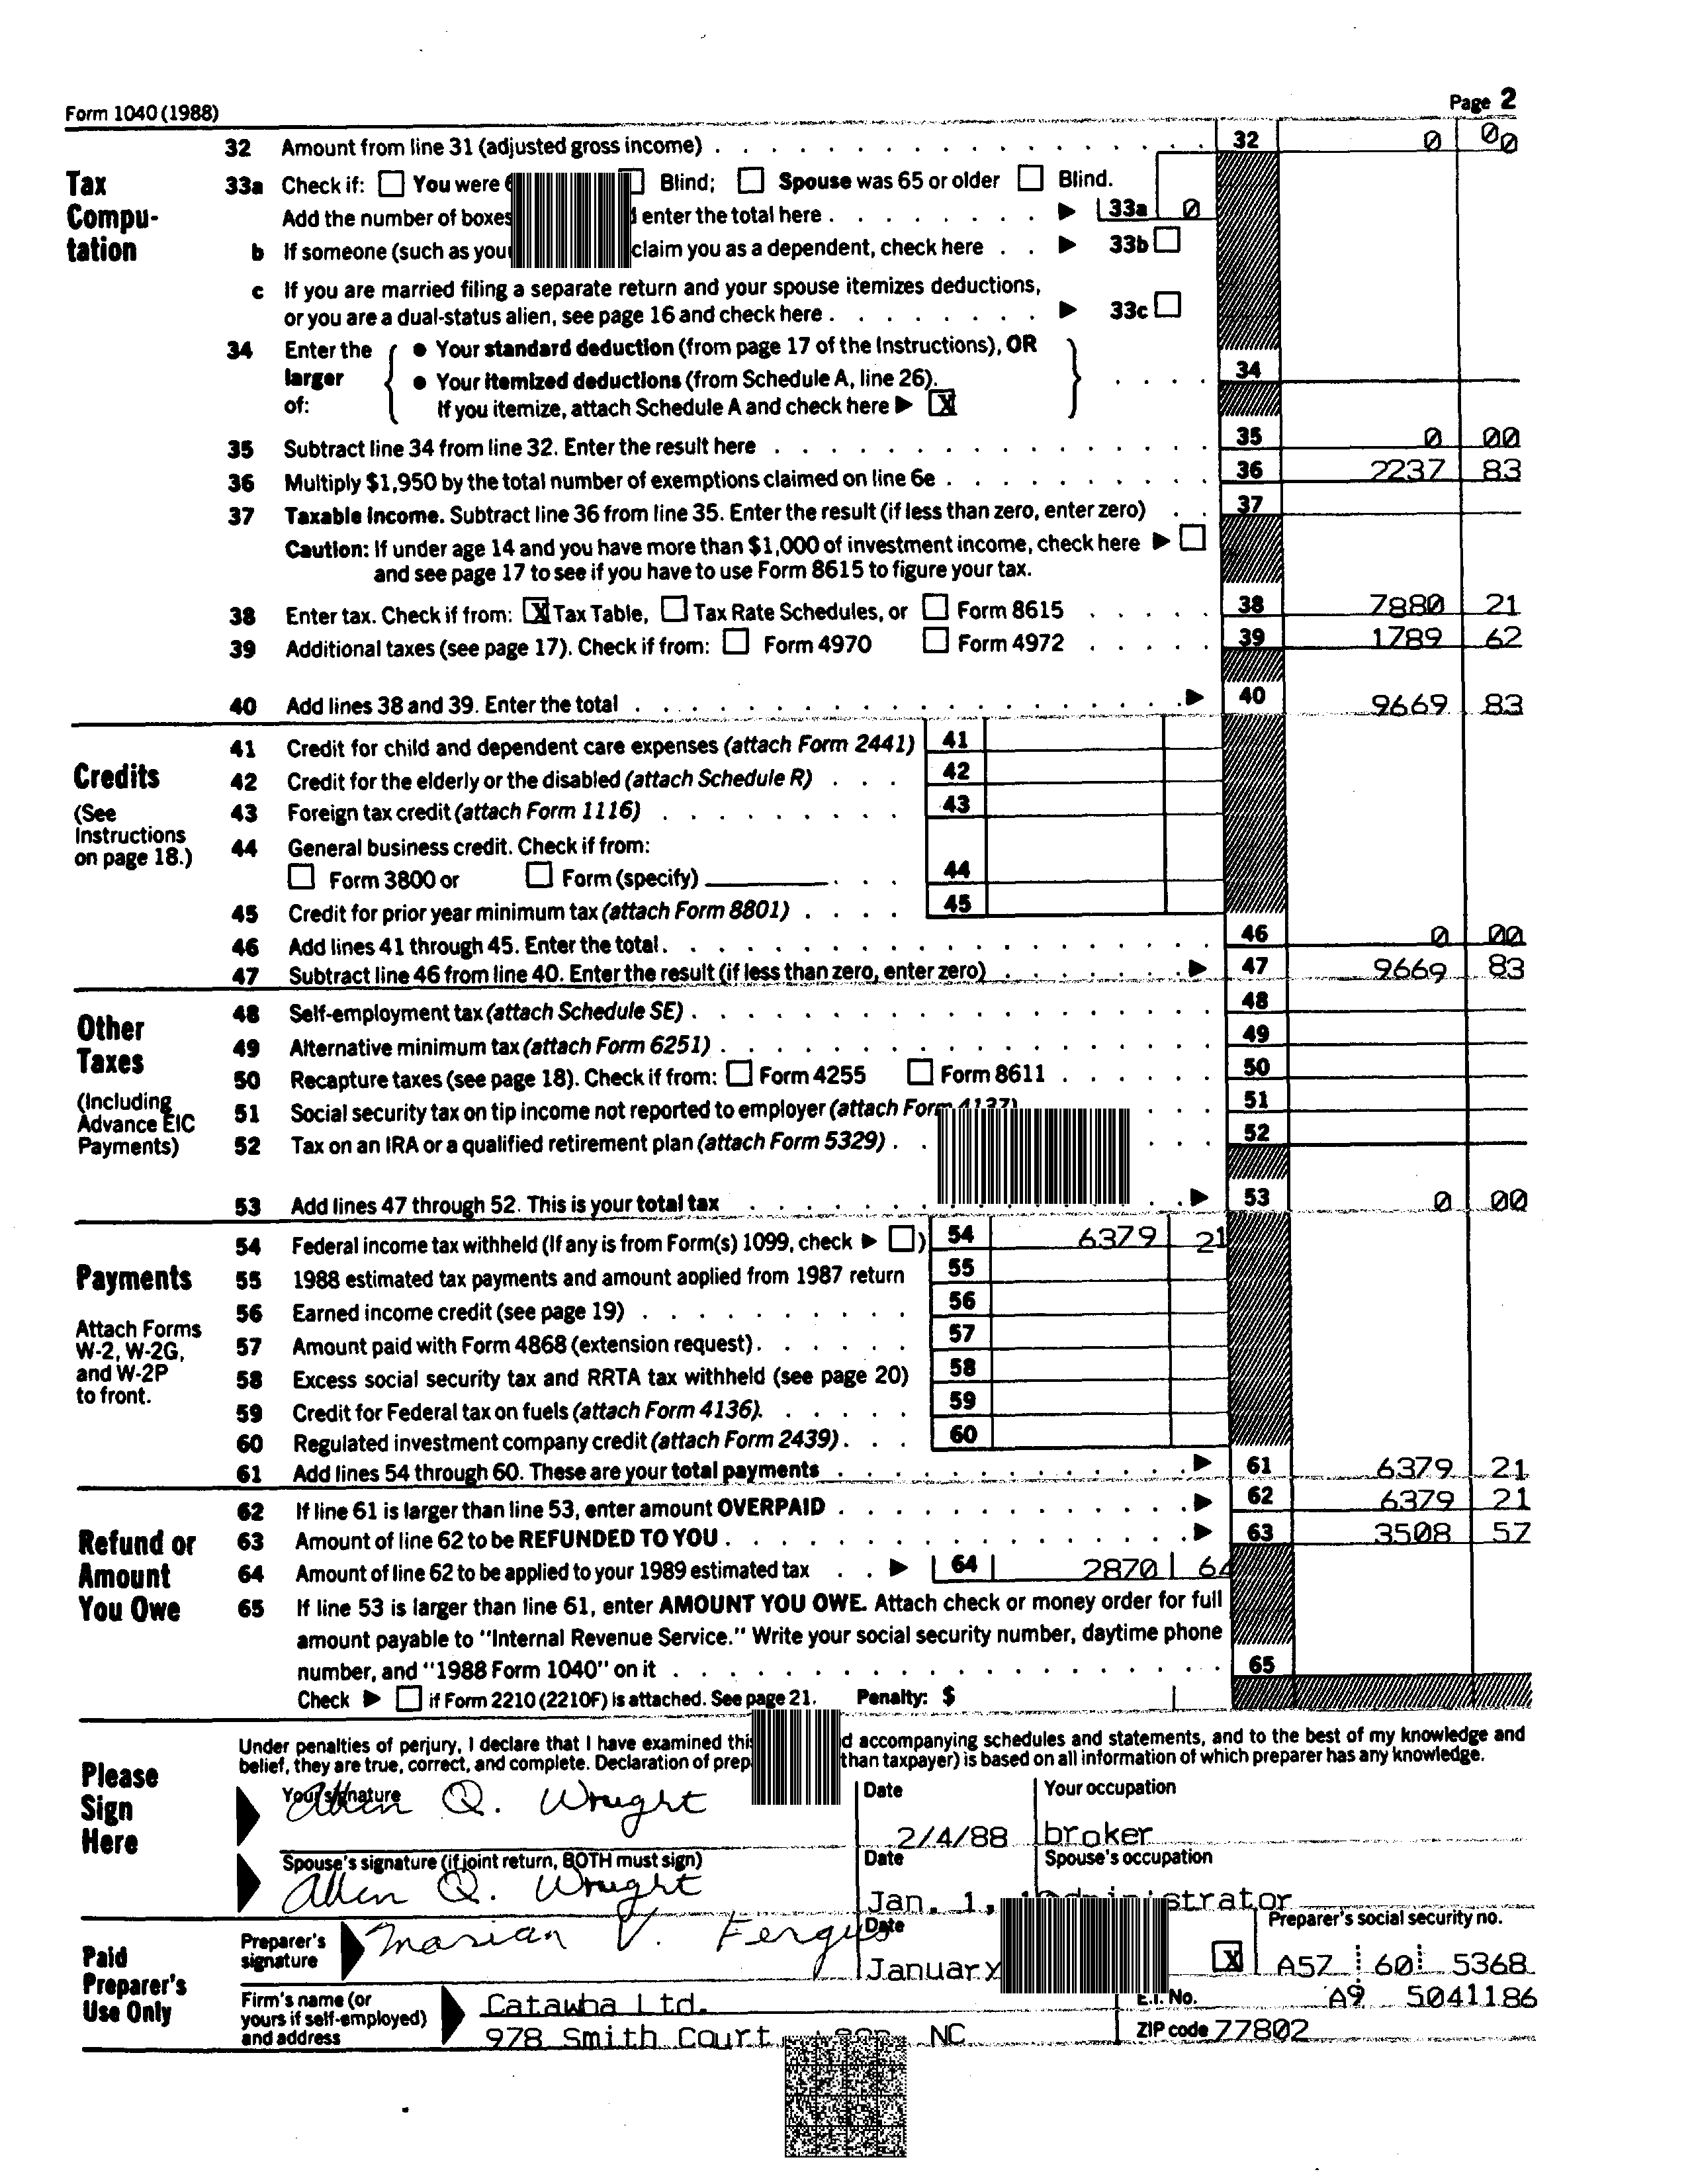 Form 1040 (1988) Page 2
32 Amount from line 31 (adjusted gross income) 32 0 00
Tax Compu- tation
33a Check if: You were Blind; Spouse was 65 or older Blind.
Add the number of boxes enter the total here 33a 0
b If someone (such as you claim you as a dependent, check here 33b
c If you are married filing a separate return and your spouse itemizes deductions,
or you are a dual-status alien, see page 16 and check here 33c
34 Enter the larger of:
● Your standard deduction (from page 17 of the Instructions), OR
● Your itemized deductions (from Schedule A, line 26). 34
If you itemize, attach Schedule A and check here ▶ X
35 Subtract line 34 from line 32. Enter the result here 35 0 00
36 Multiply $1,950 by the total number of exemptions claimed on line 6e 36 2237 83
37 Taxable income. Subtract line 36 from line 35. Enter the result (if less than zero, enter zero) 37
Caution: If under age 14 and you have more than $1,000 of investment income, check here ▶
and see page 17 to see if you have to use Form 8615 to figure your tax.
38 Enter tax. Check if from: X Tax Table, Tax Rate Schedules, or Form 8615 38 7880 21
39 Additional taxes (see page 17). Check if from: Form 4970 Form 4972 39 1789 62
40 Add lines 38 and 39. Enter the total ▶ 40 9669 83
Credits
(See
Instructions
on page 18.)
41 Credit for child and dependent care expenses (attach Form 2441) 41
42 Credit for the elderly or the disabled (attach Schedule R) 42
43 Foreign tax credit (attach Form 1116) 43
44 General business credit. Check if from:
Form 3800 or Form (specify) 44
45 Credit for prior year minimum tax (attach Form 8801) 45
46 Add lines 41 through 45. Enter the total 46 0 00
47 Subtract line 46 from line 40. Enter the result (if less than zero, enter zero) ▶ 47 9669 83
Other
Taxes
(Including
Advance EIC
Payments)
48 Self-employment tax (attach Schedule SE) 48
49 Alternative minimum tax (attach Form 6251) 49
50 Recapture taxes (see page 18). Check if from: Form 4255 Form 8611 50
51 Social security tax on tip income not reported to employer (attach Form 4137) 51
52 Tax on an IRA or a qualified retirement plan (attach Form 5329) 52
53 Add lines 47 through 52. This is your total tax ▶ 53 0 00
Payments
Attach Forms
W-2, W-2G,
and W-2P
to front.
54 Federal income tax withheld (If any is from Form(s) 1099, check ▶ ) 54 6379 21
55 1988 estimated tax payments and amount applied from 1987 return 55
56 Earned income credit (see page 19) 56
57 Amount paid with Form 4868 (extension request) 57
58 Excess social security tax and RRTA tax withheld (see page 20) 58
59 Credit for Federal tax on fuels (attach Form 4136) 59
60 Regulated investment company credit (attach Form 2439) 60
61 Add lines 54 through 60. These are your total payments ▶ 61 6379 21
Refund or
Amount
You Owe
62 If line 61 is larger than line 53, enter amount OVERPAID ▶ 62 6379 21
63 Amount of line 62 to be REFUNDED TO YOU ▶ 63 3508 57
64 Amount of line 62 to be applied to your 1989 estimated tax ▶ 64 2870 64
65 If line 53 is larger than line 61, enter AMOUNT YOU OWE. Attach check or money order for full
amount payable to "Internal Revenue Service." Write your social security number, daytime phone
number, and "1988 Form 1040" on it 65
Check ▶ if Form 2210 (2210F) is attached. See page 21. Penalty: $
Please
Sign
Here
Under penalties of perjury, I declare that I have examined this accompanying schedules and statements, and to the best of my knowledge and
belief, they are true, correct, and complete. Declaration of prep than taxpayer) is based on all information of which preparer has any knowledge.
Your signature Date Your occupation
Allen Q. Wright 2/4/88 broker
Spouse's signature (if joint return, BOTH must sign) Date Spouse's occupation
Allen Q. Wright Jan. 1,
Paid
Preparer's
Use Only
Preparer's
signature
Marian V. Fergus Date January X Preparer's social security no. A57 60 5368
Firm's name (or
yours if self-employed)
and address
Catawba Ltd. E.I. No. A9 5041186
978 Smith Court NC ZIP code 77802